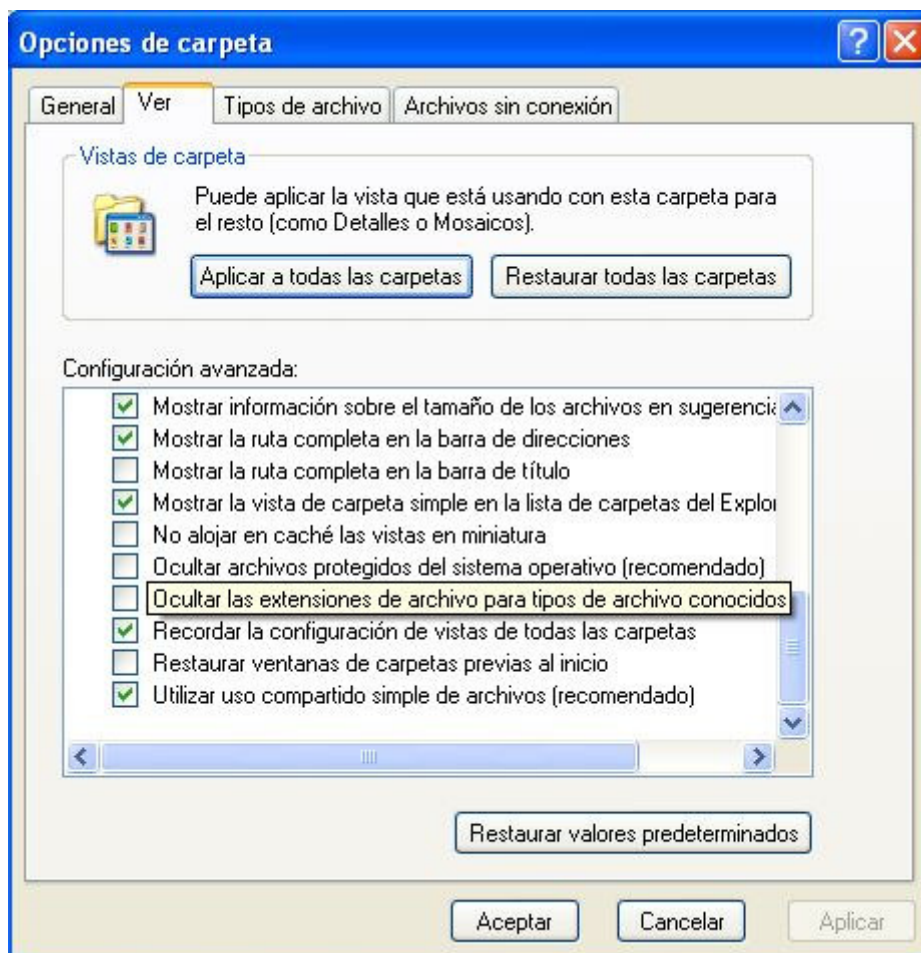 Opciones de carpeta
General
Ver
Tipos de archivo
Archivos sin conexión
Vistas de carpeta
Puede aplicar la vista que está usando con esta carpeta para
el resto (como Detalles o Mosaicos).
Aplicar a todas las carpetas
Restaurar todas las carpetas
Configuración avanzada:
Mostrar información sobre el tamaño de los archivos en sugerencia
Mostrar la ruta completa en la barra de direcciones
Mostrar la ruta completa en la barra de título
Mostrar la vista de carpeta simple en la lista de carpetas del Explor
No alojar en caché las vistas en miniatura
Ocultar archivos protegidos del sistema operativo (recomendado)
Ocultar las extensiones de archivo para tipos de archivo conocidos
Recordar la configuración de vistas de todas las carpetas
Restaurar ventanas de carpetas previas al inicio
Utilizar uso compartido simple de archivos (recomendado)
Restaurar valores predeterminados
Aceptar
Cancelar
Aplicar